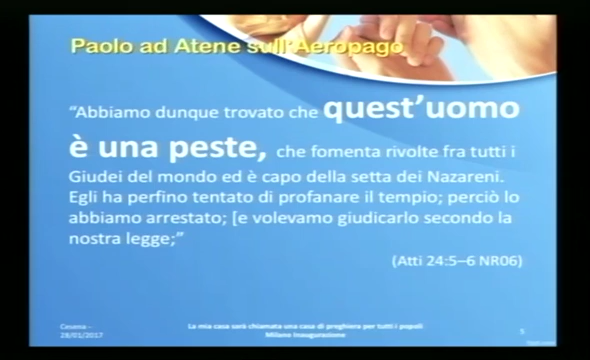 Paolo ad Atene sull'Aeropago
"Abbiamo dunque trovato che quest'uomo
è una peste, che fomenta rivolte fra tutti i
Giudei del mondo ed è capo della setta dei Nazareni.
Egli ha perfino tentato di profanare il tempio; perciò lo
abbiamo arrestato; [e volevamo giudicarlo secondo la
nostra legge;"
(Atti 24:5–6 NR06)
Cesena -
28/01/2017
La mia casa sarà chiamata una casa di preghiera per tutti i popoli
Milano Inaugurazione
5